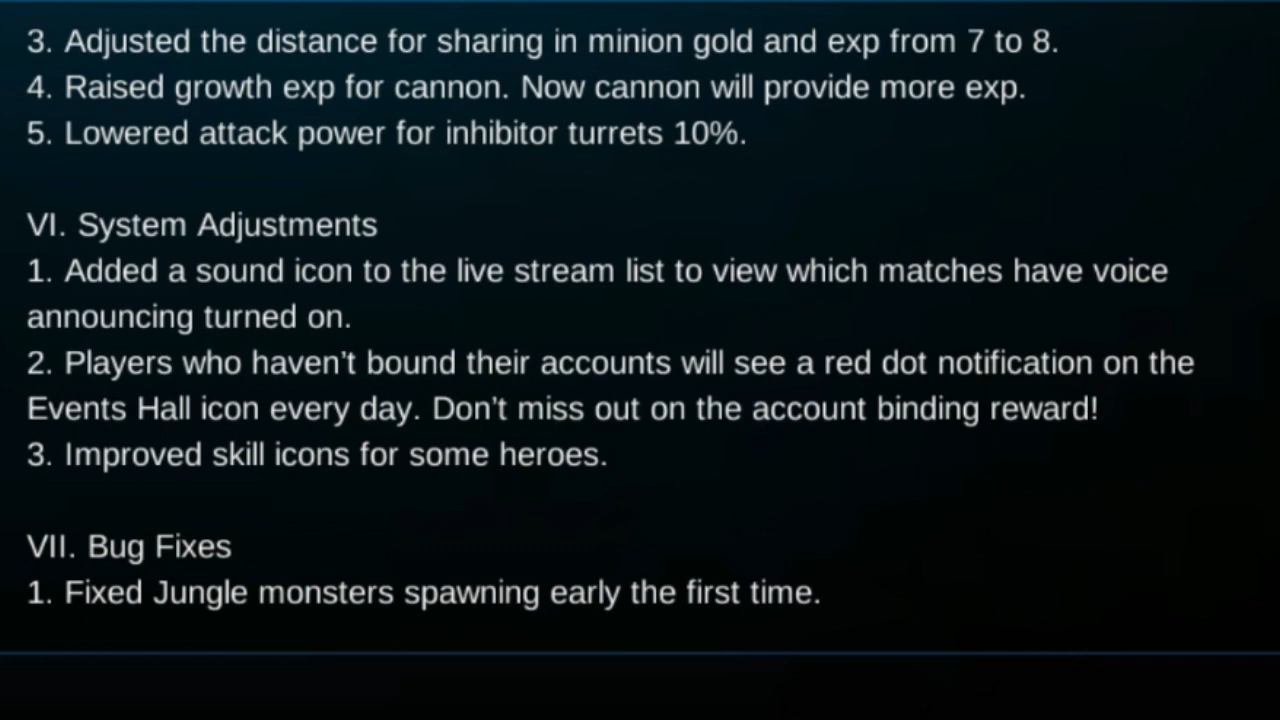 3. Adjusted the distance for sharing in minion gold and exp from 7 to 8.
4. Raised growth exp for cannon. Now cannon will provide more exp.
5. Lowered attack power for inhibitor turrets 10%.
VI. System Adjustments
1. Added a sound icon to the live stream list to view which matches have voice
announcing turned on.
2. Players who haven’t bound their accounts will see a red dot notification on the
Events Hall icon every day. Don’t miss out on the account binding reward!
3. Improved skill icons for some heroes.
VII. Bug Fixes
1. Fixed Jungle monsters spawning early the first time.